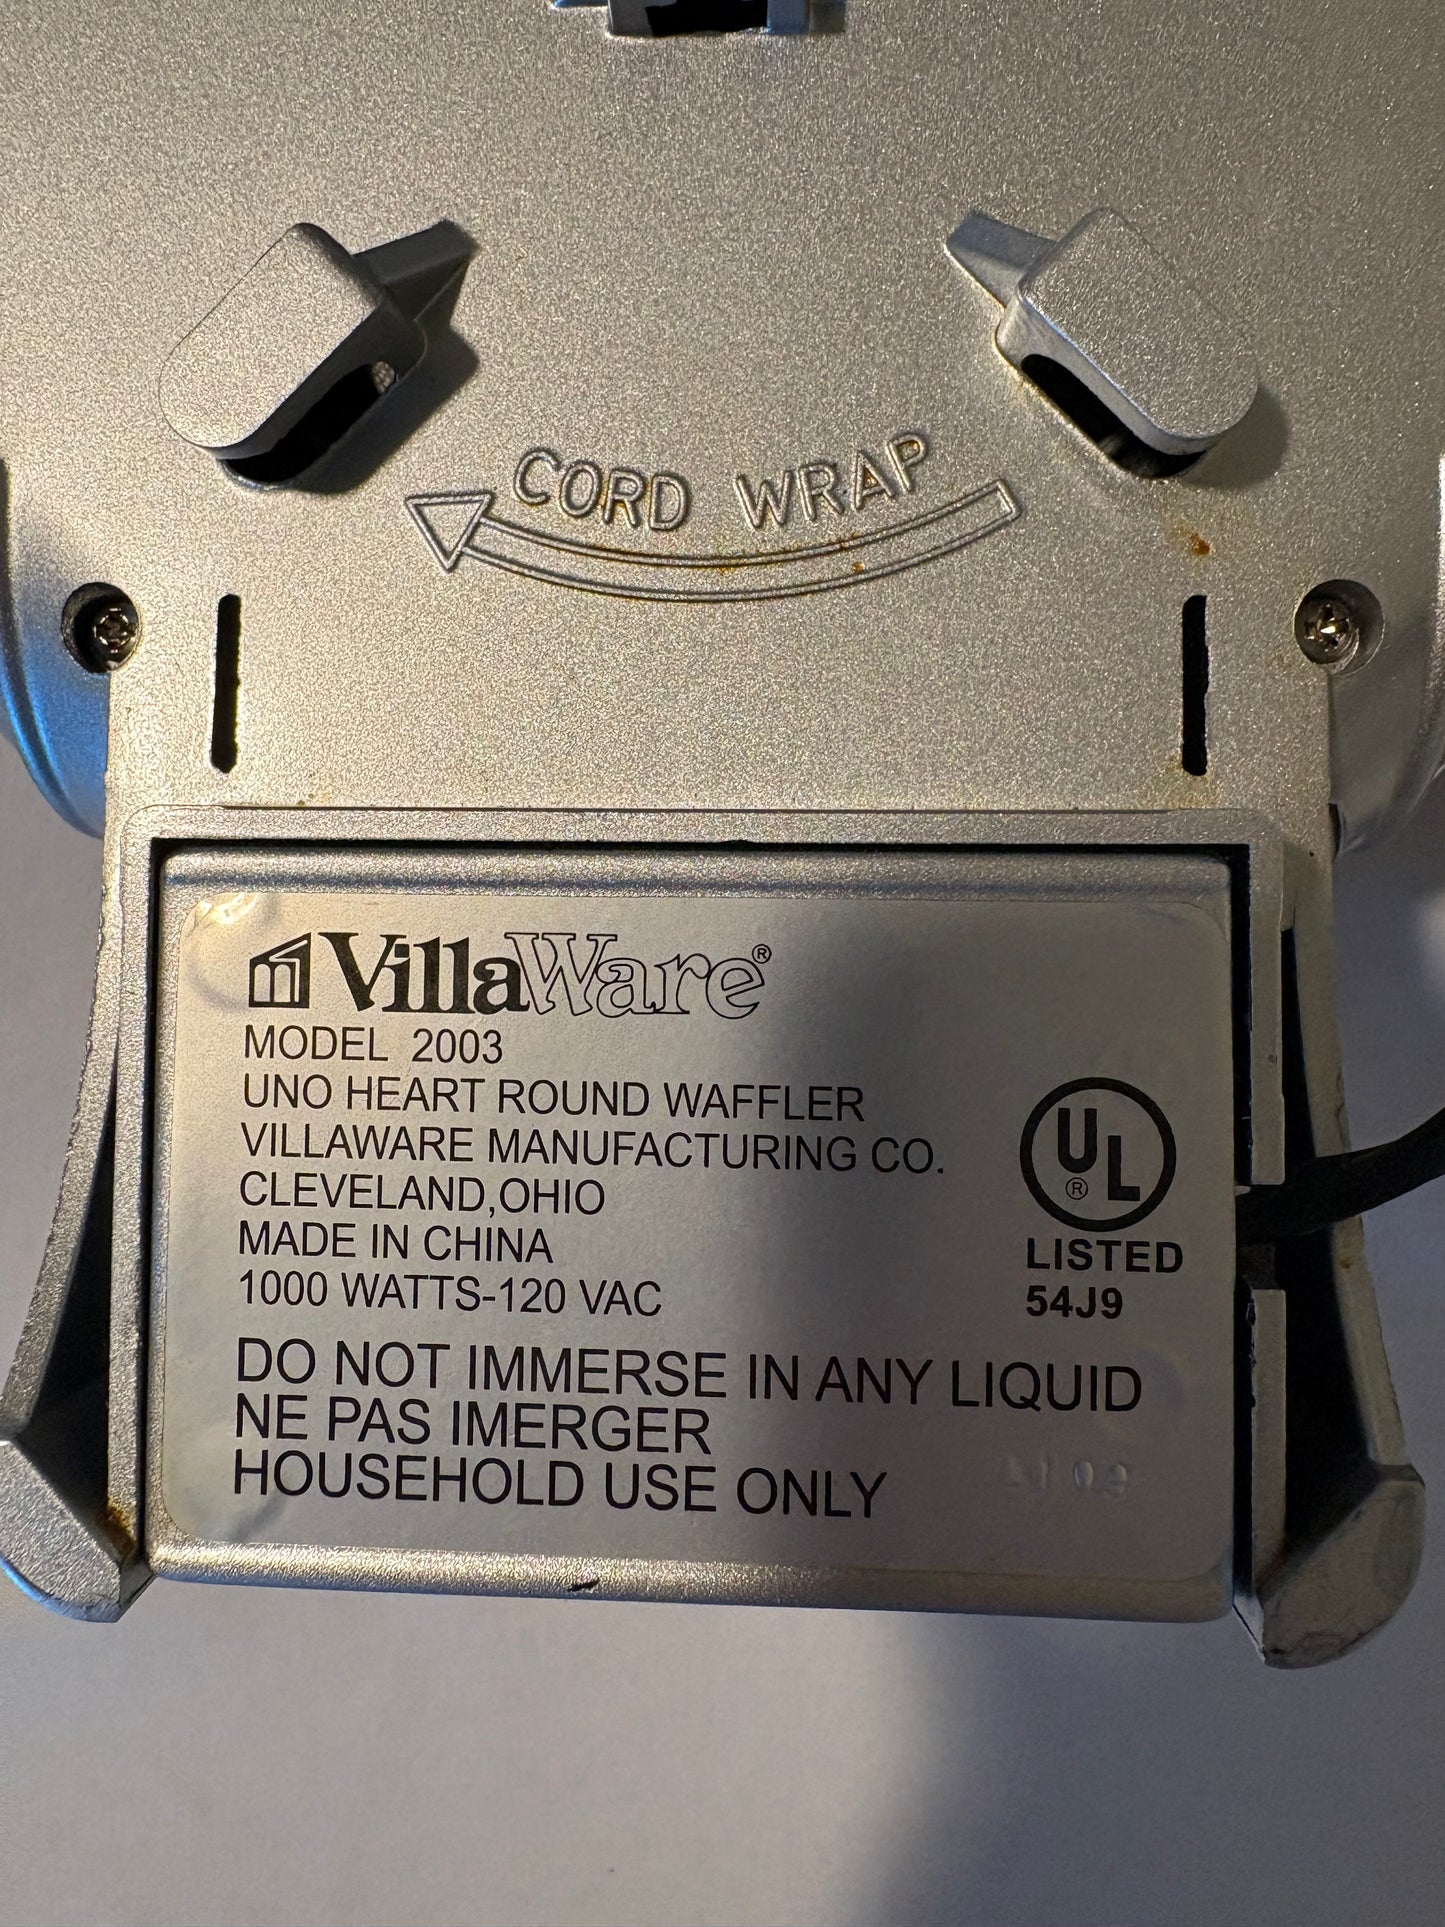 CORD WRAP
VillaWare®
MODEL 2003
UNO HEART ROUND WAFFLER
VILLAWARE MANUFACTURING CO.
CLEVELAND,OHIO
MADE IN CHINA
1000 WATTS-120 VAC
UL
®
LISTED
54J9
DO NOT IMMERSE IN ANY LIQUID
NE PAS IMERGER
HOUSEHOLD USE ONLY